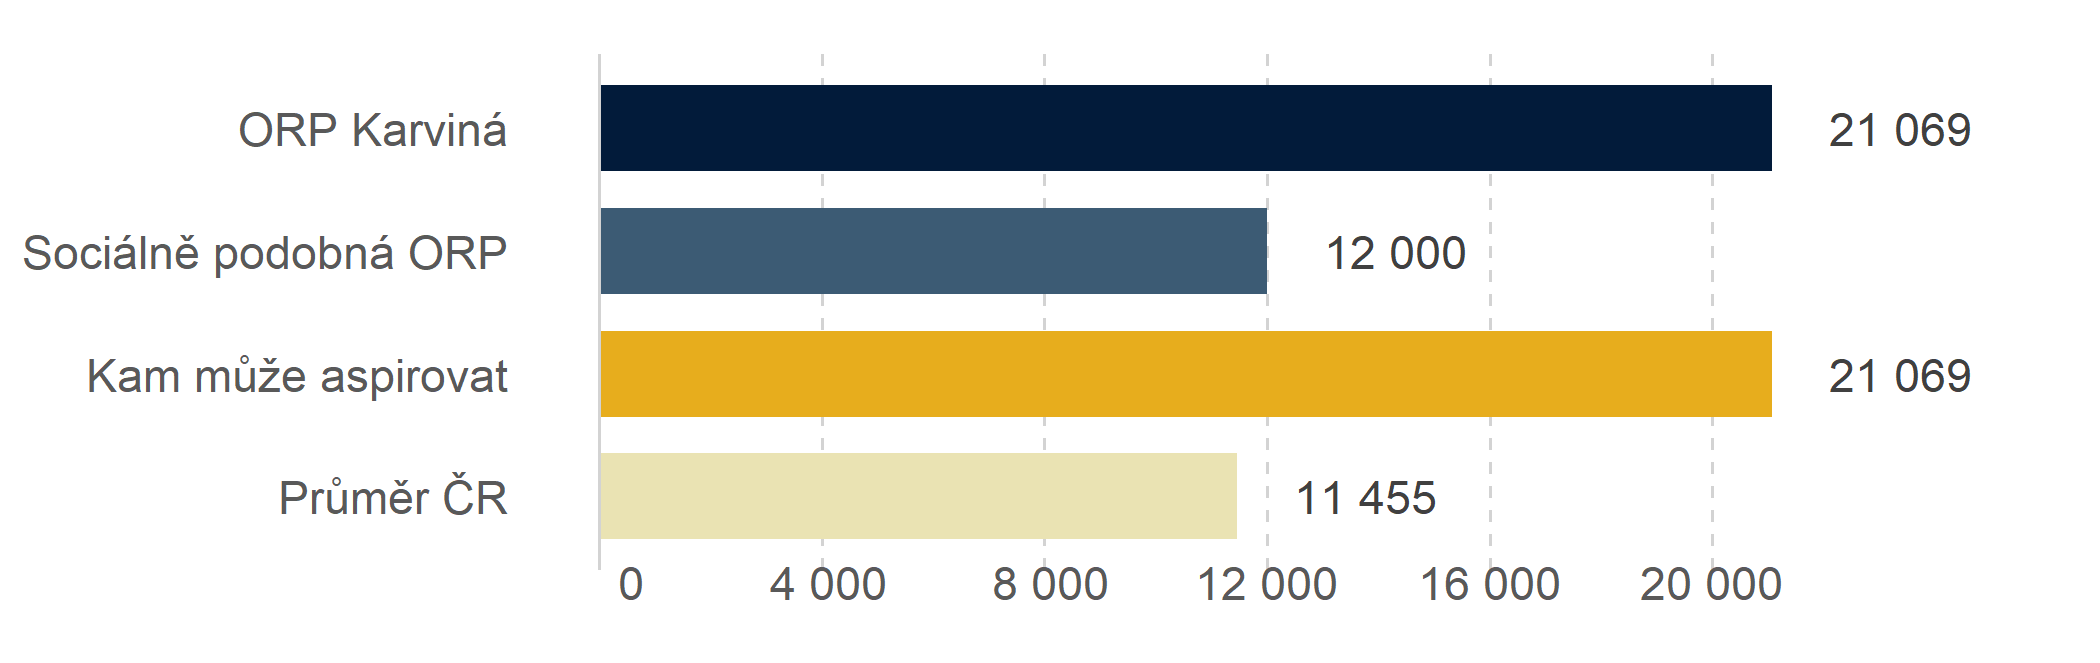 ORP Karviná 21 069
Sociálně podobná ORP 12 000
Kam může aspirovat 21 069
Průměr ČR 11 455
0 4 000 8 000 12 000 16 000 20 000